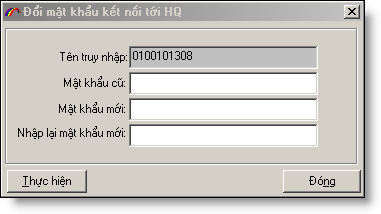 Đổi mật khẩu kết nối tới HQ
Tên truy nhập: 0100101308
Mật khẩu cũ:
Mật khẩu mới:
Nhập lại mật khẩu mới:
Thực hiện Đóng